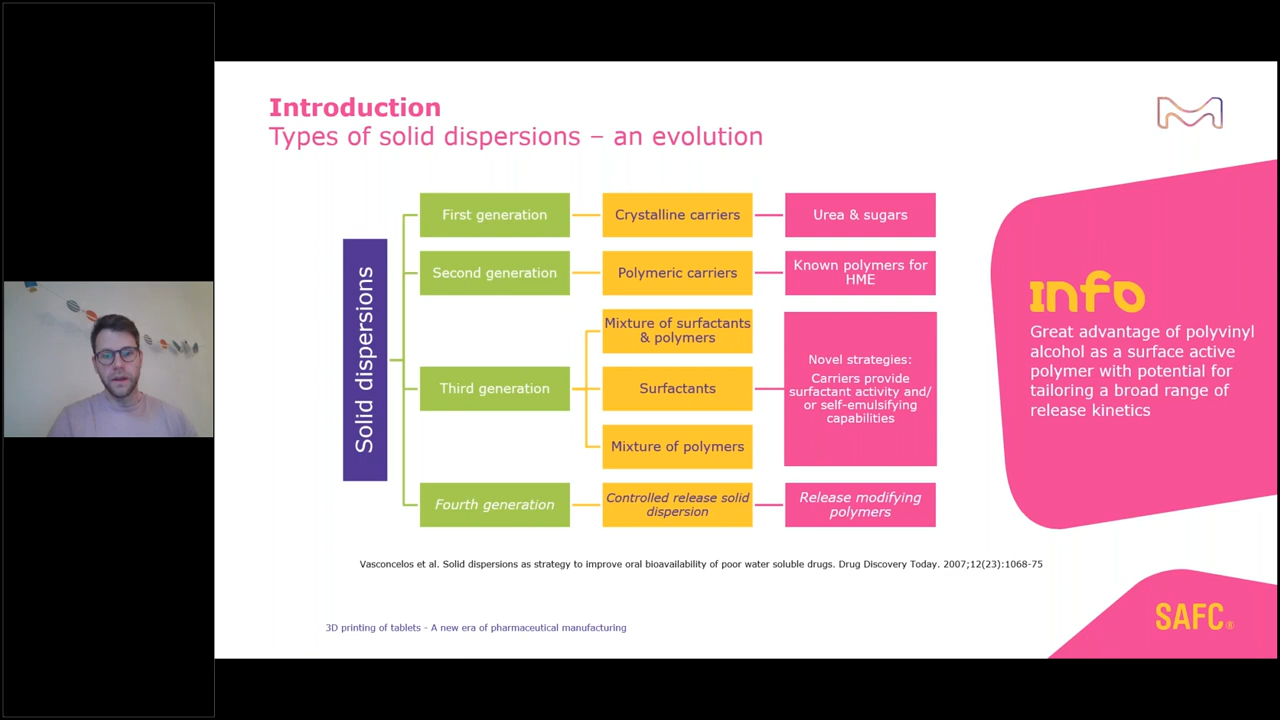 Introduction
Types of solid dispersions – an evolution
Solid dispersions
First generation
Crystalline carriers
Urea & sugars
Second generation
Polymeric carriers
Known polymers for
HME
Third generation
Mixture of surfactants
& polymers
Surfactants
Mixture of polymers
Novel strategies:
Carriers provide
surfactant activity and/
or self-emulsifying
capabilities
Fourth generation
Controlled release solid
dispersion
Release modifying
polymers
Info
Great advantage of polyvinyl
alcohol as a surface active
polymer with potential for
tailoring a broad range of
release kinetics
Vasconcelos et al. Solid dispersions as strategy to improve oral bioavailability of poor water soluble drugs. Drug Discovery Today. 2007;12(23):1068-75
3D printing of tablets - A new era of pharmaceutical manufacturing
SAFC®